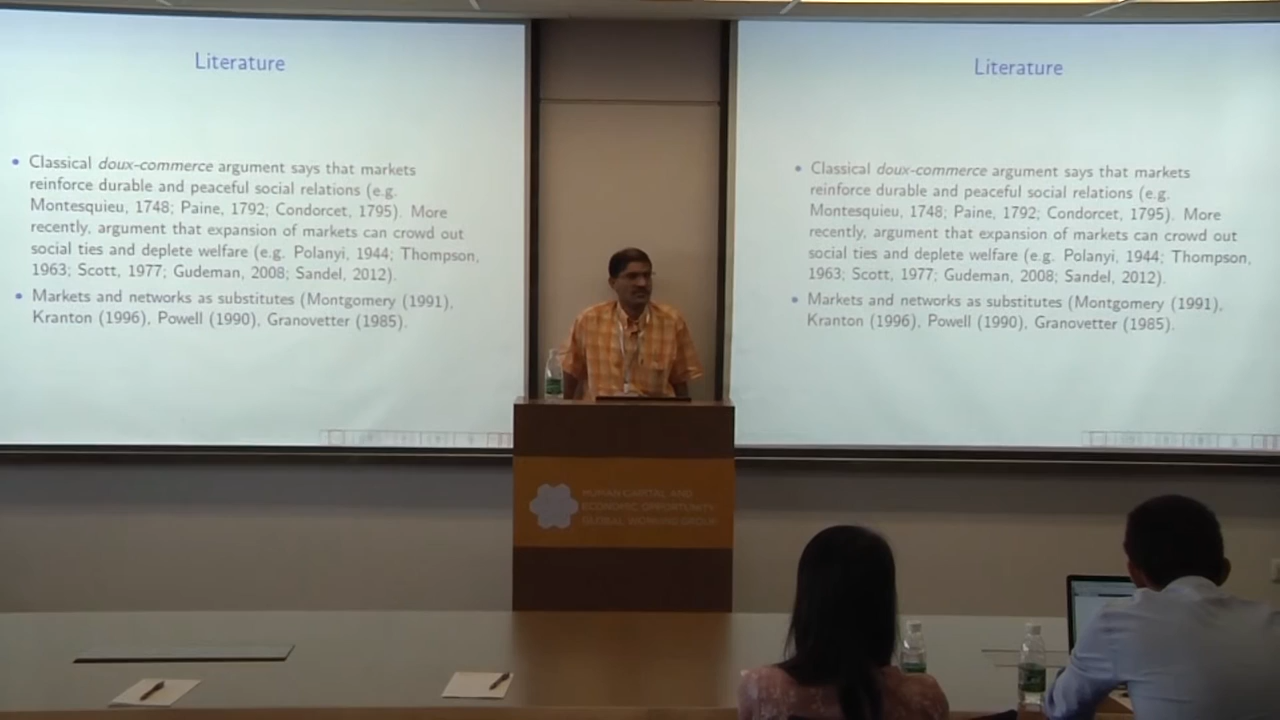 Literature
• Classical doux-commerce argument says that markets
reinforce durable and peaceful social relations (e.g.
Montesquieu, 1748; Paine, 1792; Condorcet, 1795). More
recently, argument that expansion of markets can crowd out
social ties and deplete welfare (e.g. Polanyi, 1944; Thompson,
1963; Scott, 1977; Gudeman, 2008; Sandel, 2012).
• Markets and networks as substitutes (Montgomery (1991),
Kranton (1996), Powell (1990), Granovetter (1985).
Literature
• Classical doux-commerce argument says that markets
reinforce durable and peaceful social relations (e.g.
Montesquieu, 1748; Paine, 1792; Condorcet, 1795). More
recently, argument that expansion of markets can crowd out
social ties and deplete welfare (e.g. Polanyi, 1944; Thompson,
1963; Scott, 1977; Gudeman, 2008; Sandel, 2012).
• Markets and networks as substitutes (Montgomery (1991),
Kranton (1996), Powell (1990), Granovetter (1985).
HUMAN CAPITAL AND
ECONOMIC OPPORTUNITY
GLOBAL WORKING GROUP